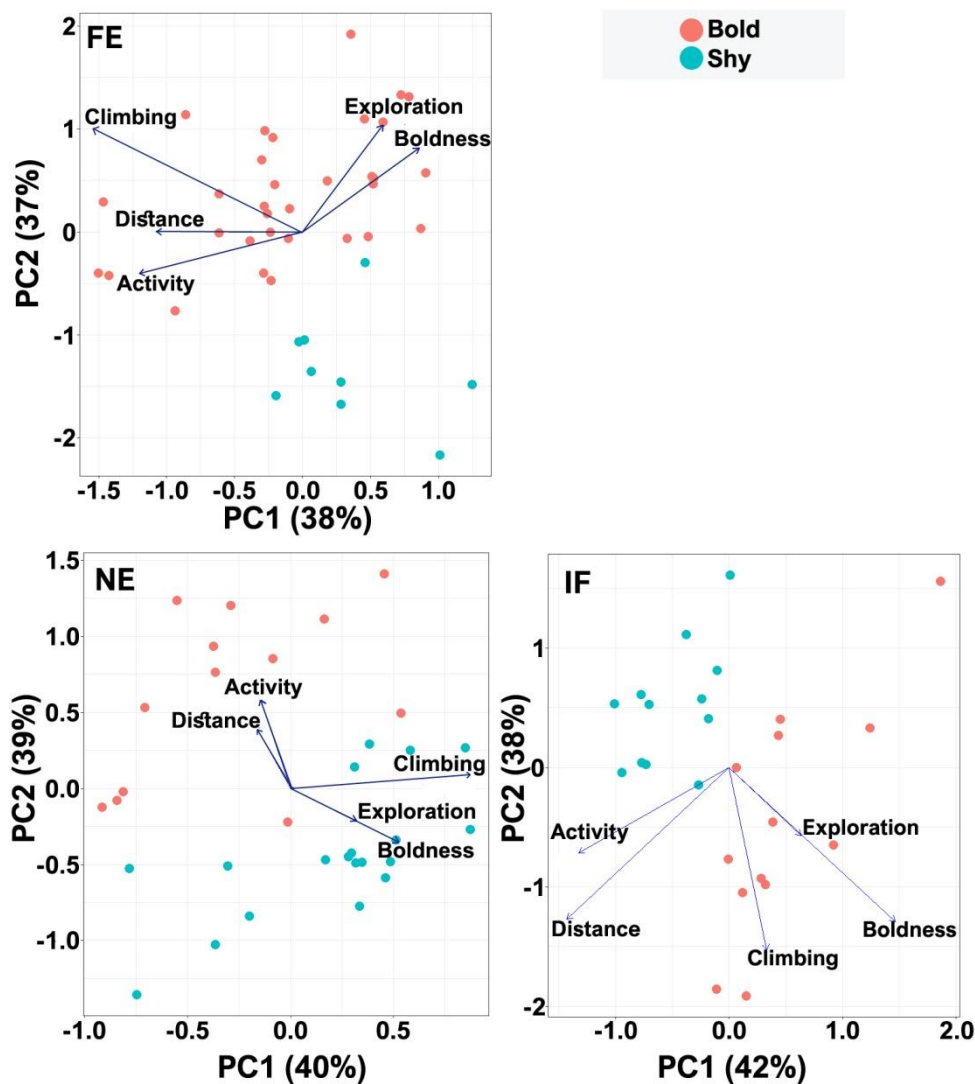 Bold
Shy
FE
2
1
0
-1
-2
Climbing
Exploration
Boldness
Distance
Activity
PC2 (37%)
-1.5 -1.0 -0.5 0.0 0.5 1.0
PC1 (38%)
NE
1.5
1.0
0.5
0.0
-0.5
-1.0
Activity
Distance
Climbing
Exploration
Boldness
PC2 (39%)
-1.0 -0.5 0.0 0.5
PC1 (40%)
IF
1
0
-1
-2
Activity
Exploration
Distance
Boldness
Climbing
PC2 (38%)
-1.0 0.0 1.0 2.0
PC1 (42%)